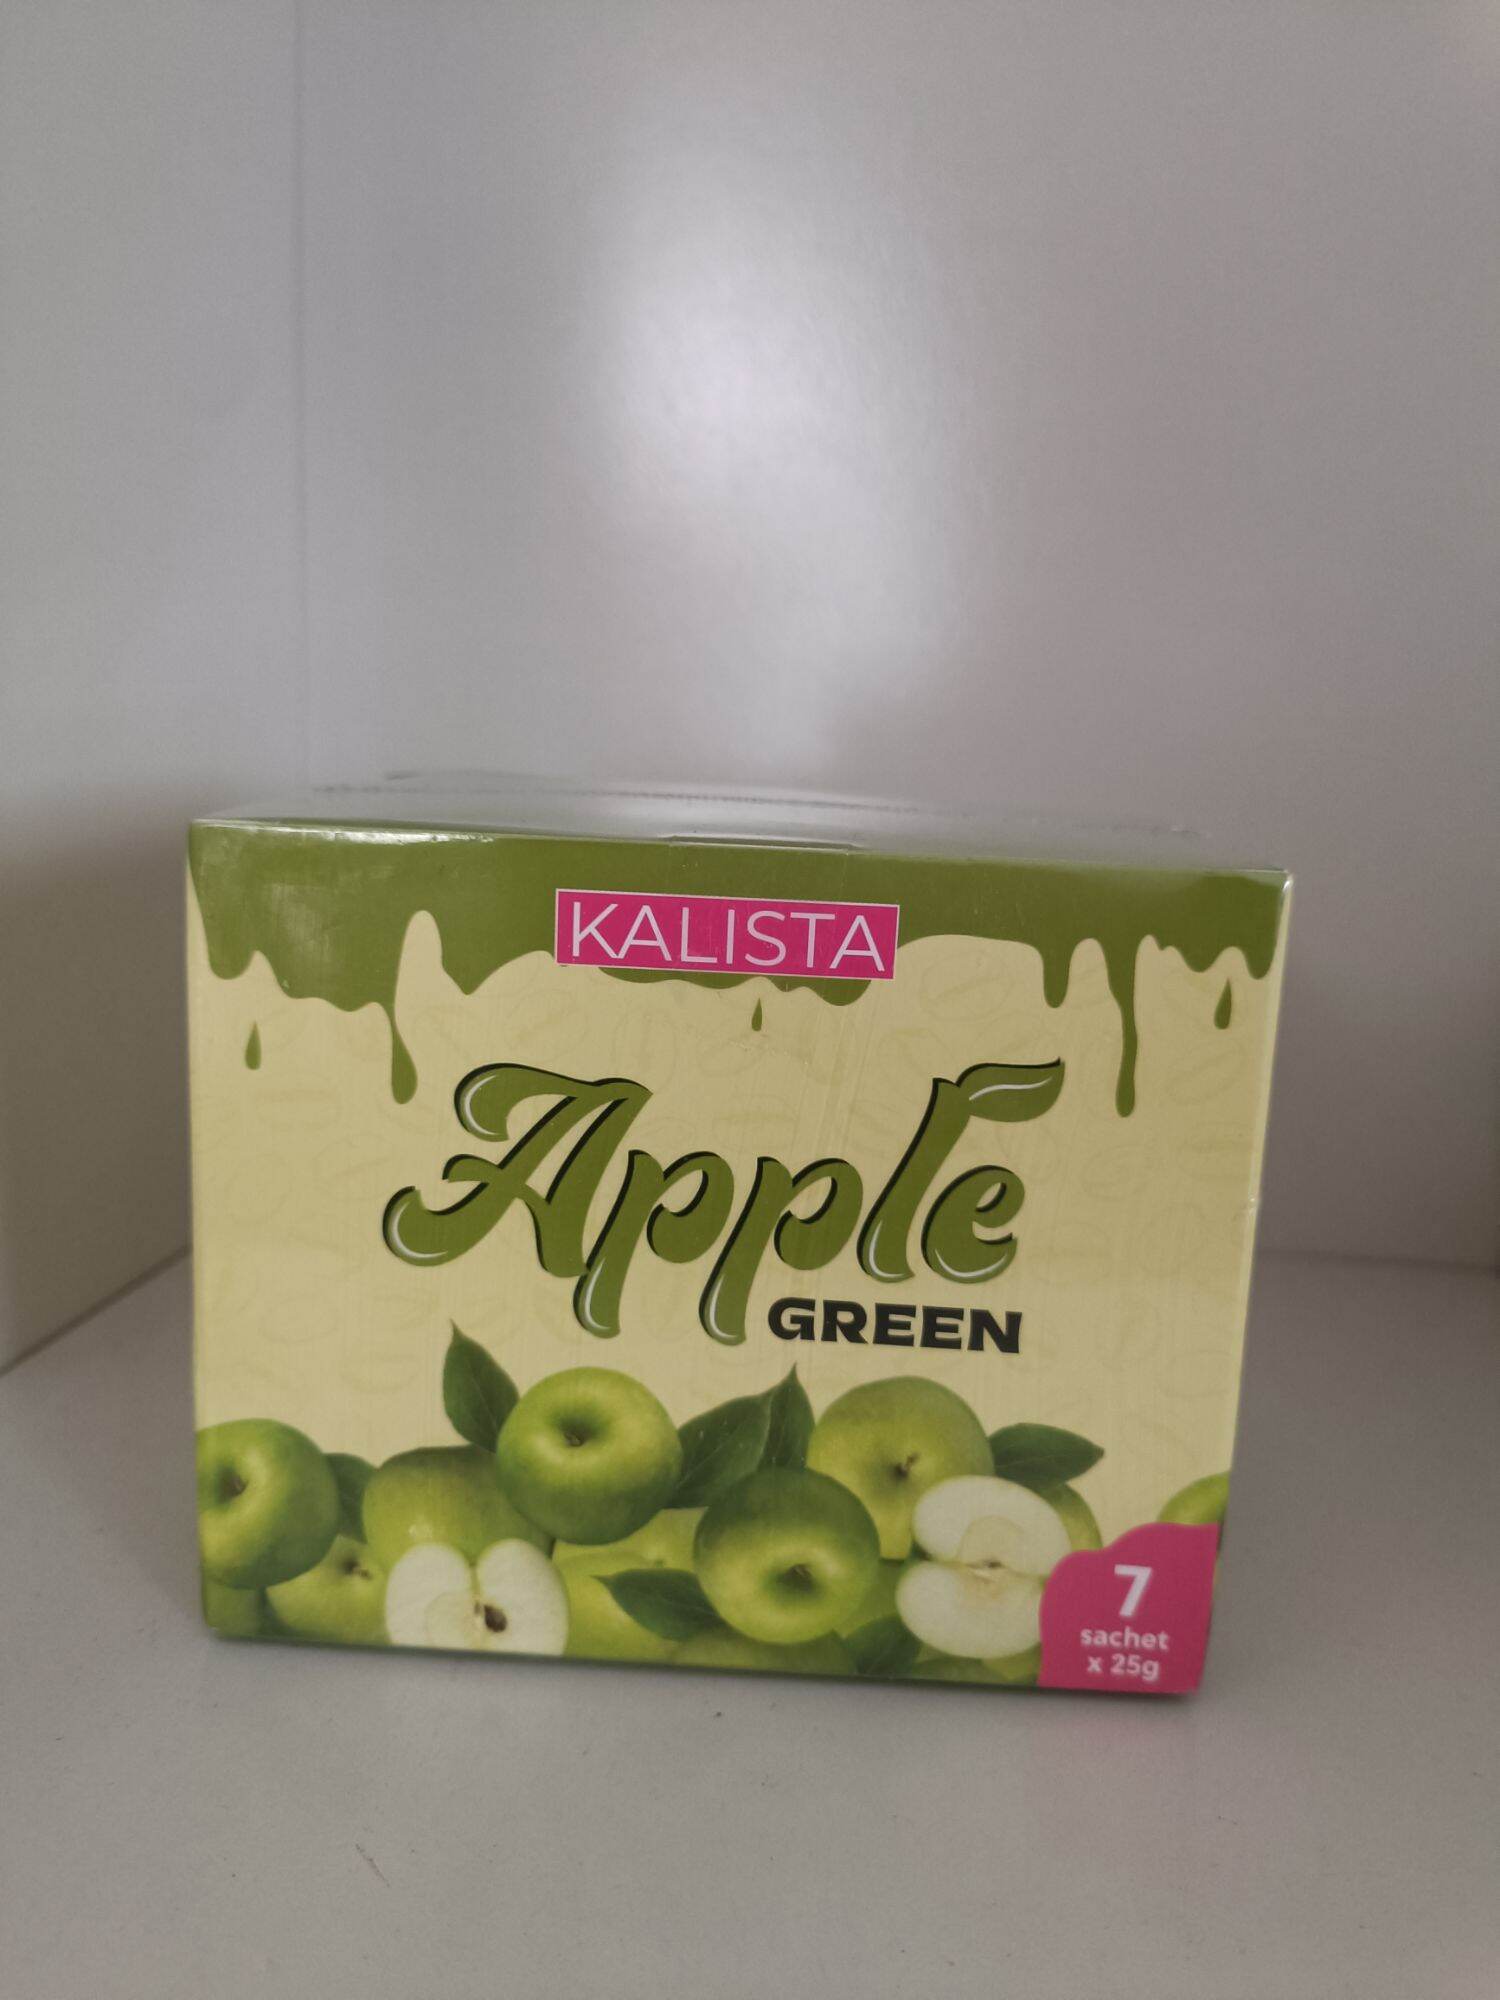 KALISTA
Apple
GREEN
7
sachet
x 25g